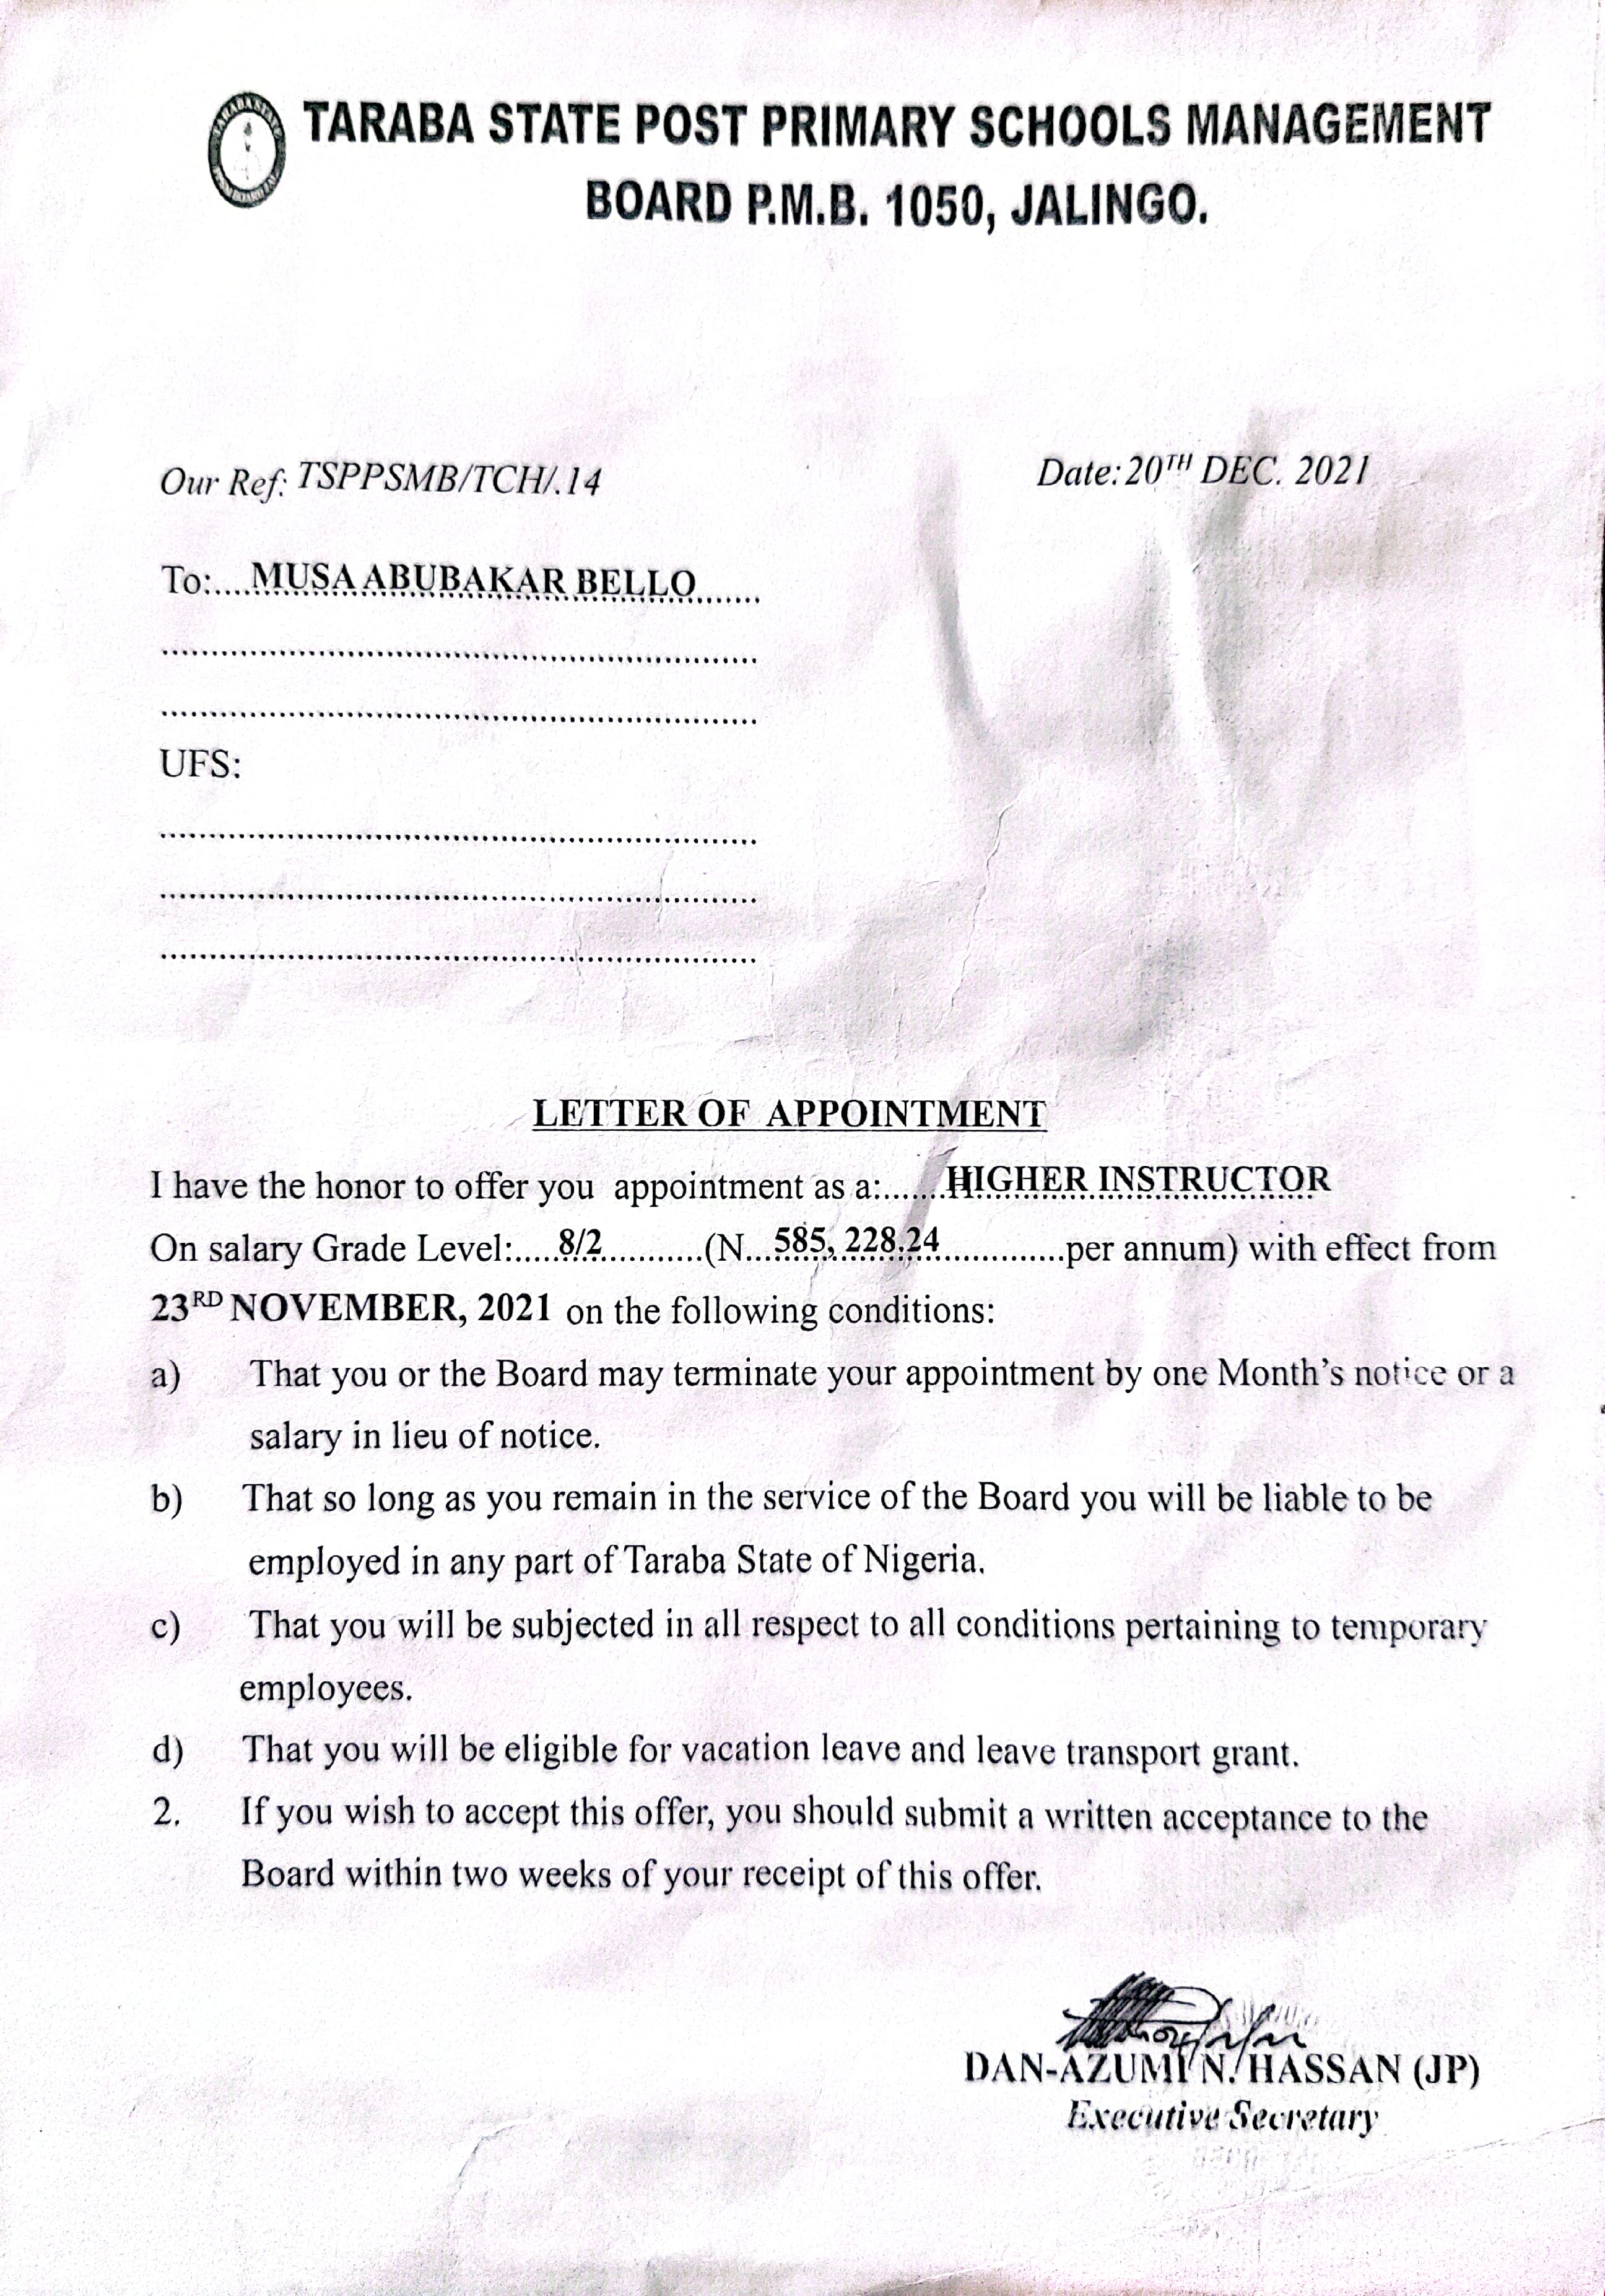 TARABA STATE POST PRIMARY SCHOOLS MANAGEMENT
BOARD P.M.B. 1050, JALINGO.
Our Ref: TSPPSMB/TCH/.14
Date: 20TH DEC. 2021
To:....MUSA ABUBAKAR BELLO.......
UFS:
LETTER OF APPOINTMENT
I have the honor to offer you appointment as a:.......HIGHER INSTRUCTOR
On salary Grade Level:.....8/2..........(N...585, 228.24.............per annum) with effect from
23RD NOVEMBER, 2021 on the following conditions:
a) That you or the Board may terminate your appointment by one Month's notice or a
salary in lieu of notice.
b) That so long as you remain in the service of the Board you will be liable to be
employed in any part of Taraba State of Nigeria.
c) That you will be subjected in all respect to all conditions pertaining to temporary
employees.
d) That you will be eligible for vacation leave and leave transport grant.
2. If you wish to accept this offer, you should submit a written acceptance to the
Board within two weeks of your receipt of this offer.
DAN-AZUMI N. HASSAN (JP)
Executive Secretary